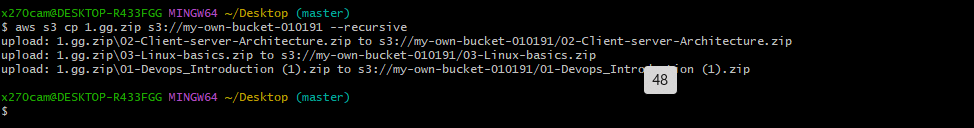 x270cam@DESKTOP-R433FGG MINGW64 ~/Desktop (master)
$ aws s3 cp 1.gg.zip s3://my-own-bucket-010191 --recursive
upload: 1.gg.zip\02-Client-server-Architecture.zip to s3://my-own-bucket-010191/02-Client-server-Architecture.zip
upload: 1.gg.zip\03-Linux-basics.zip to s3://my-own-bucket-010191/03-Linux-basics.zip
upload: 1.gg.zip\01-Devops_Introduction (1).zip to s3://my-own-bucket-010191/01-Devops_Introduction (1).zip
48
x270cam@DESKTOP-R433FGG MINGW64 ~/Desktop (master)
$